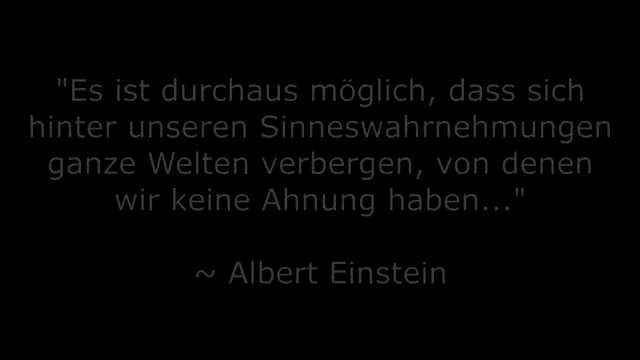 "Es ist durchaus möglich, dass sich
hinter unseren Sinneswahrnehmungen
ganze Welten verbergen, von denen
wir keine Ahnung haben..."
~ Albert Einstein